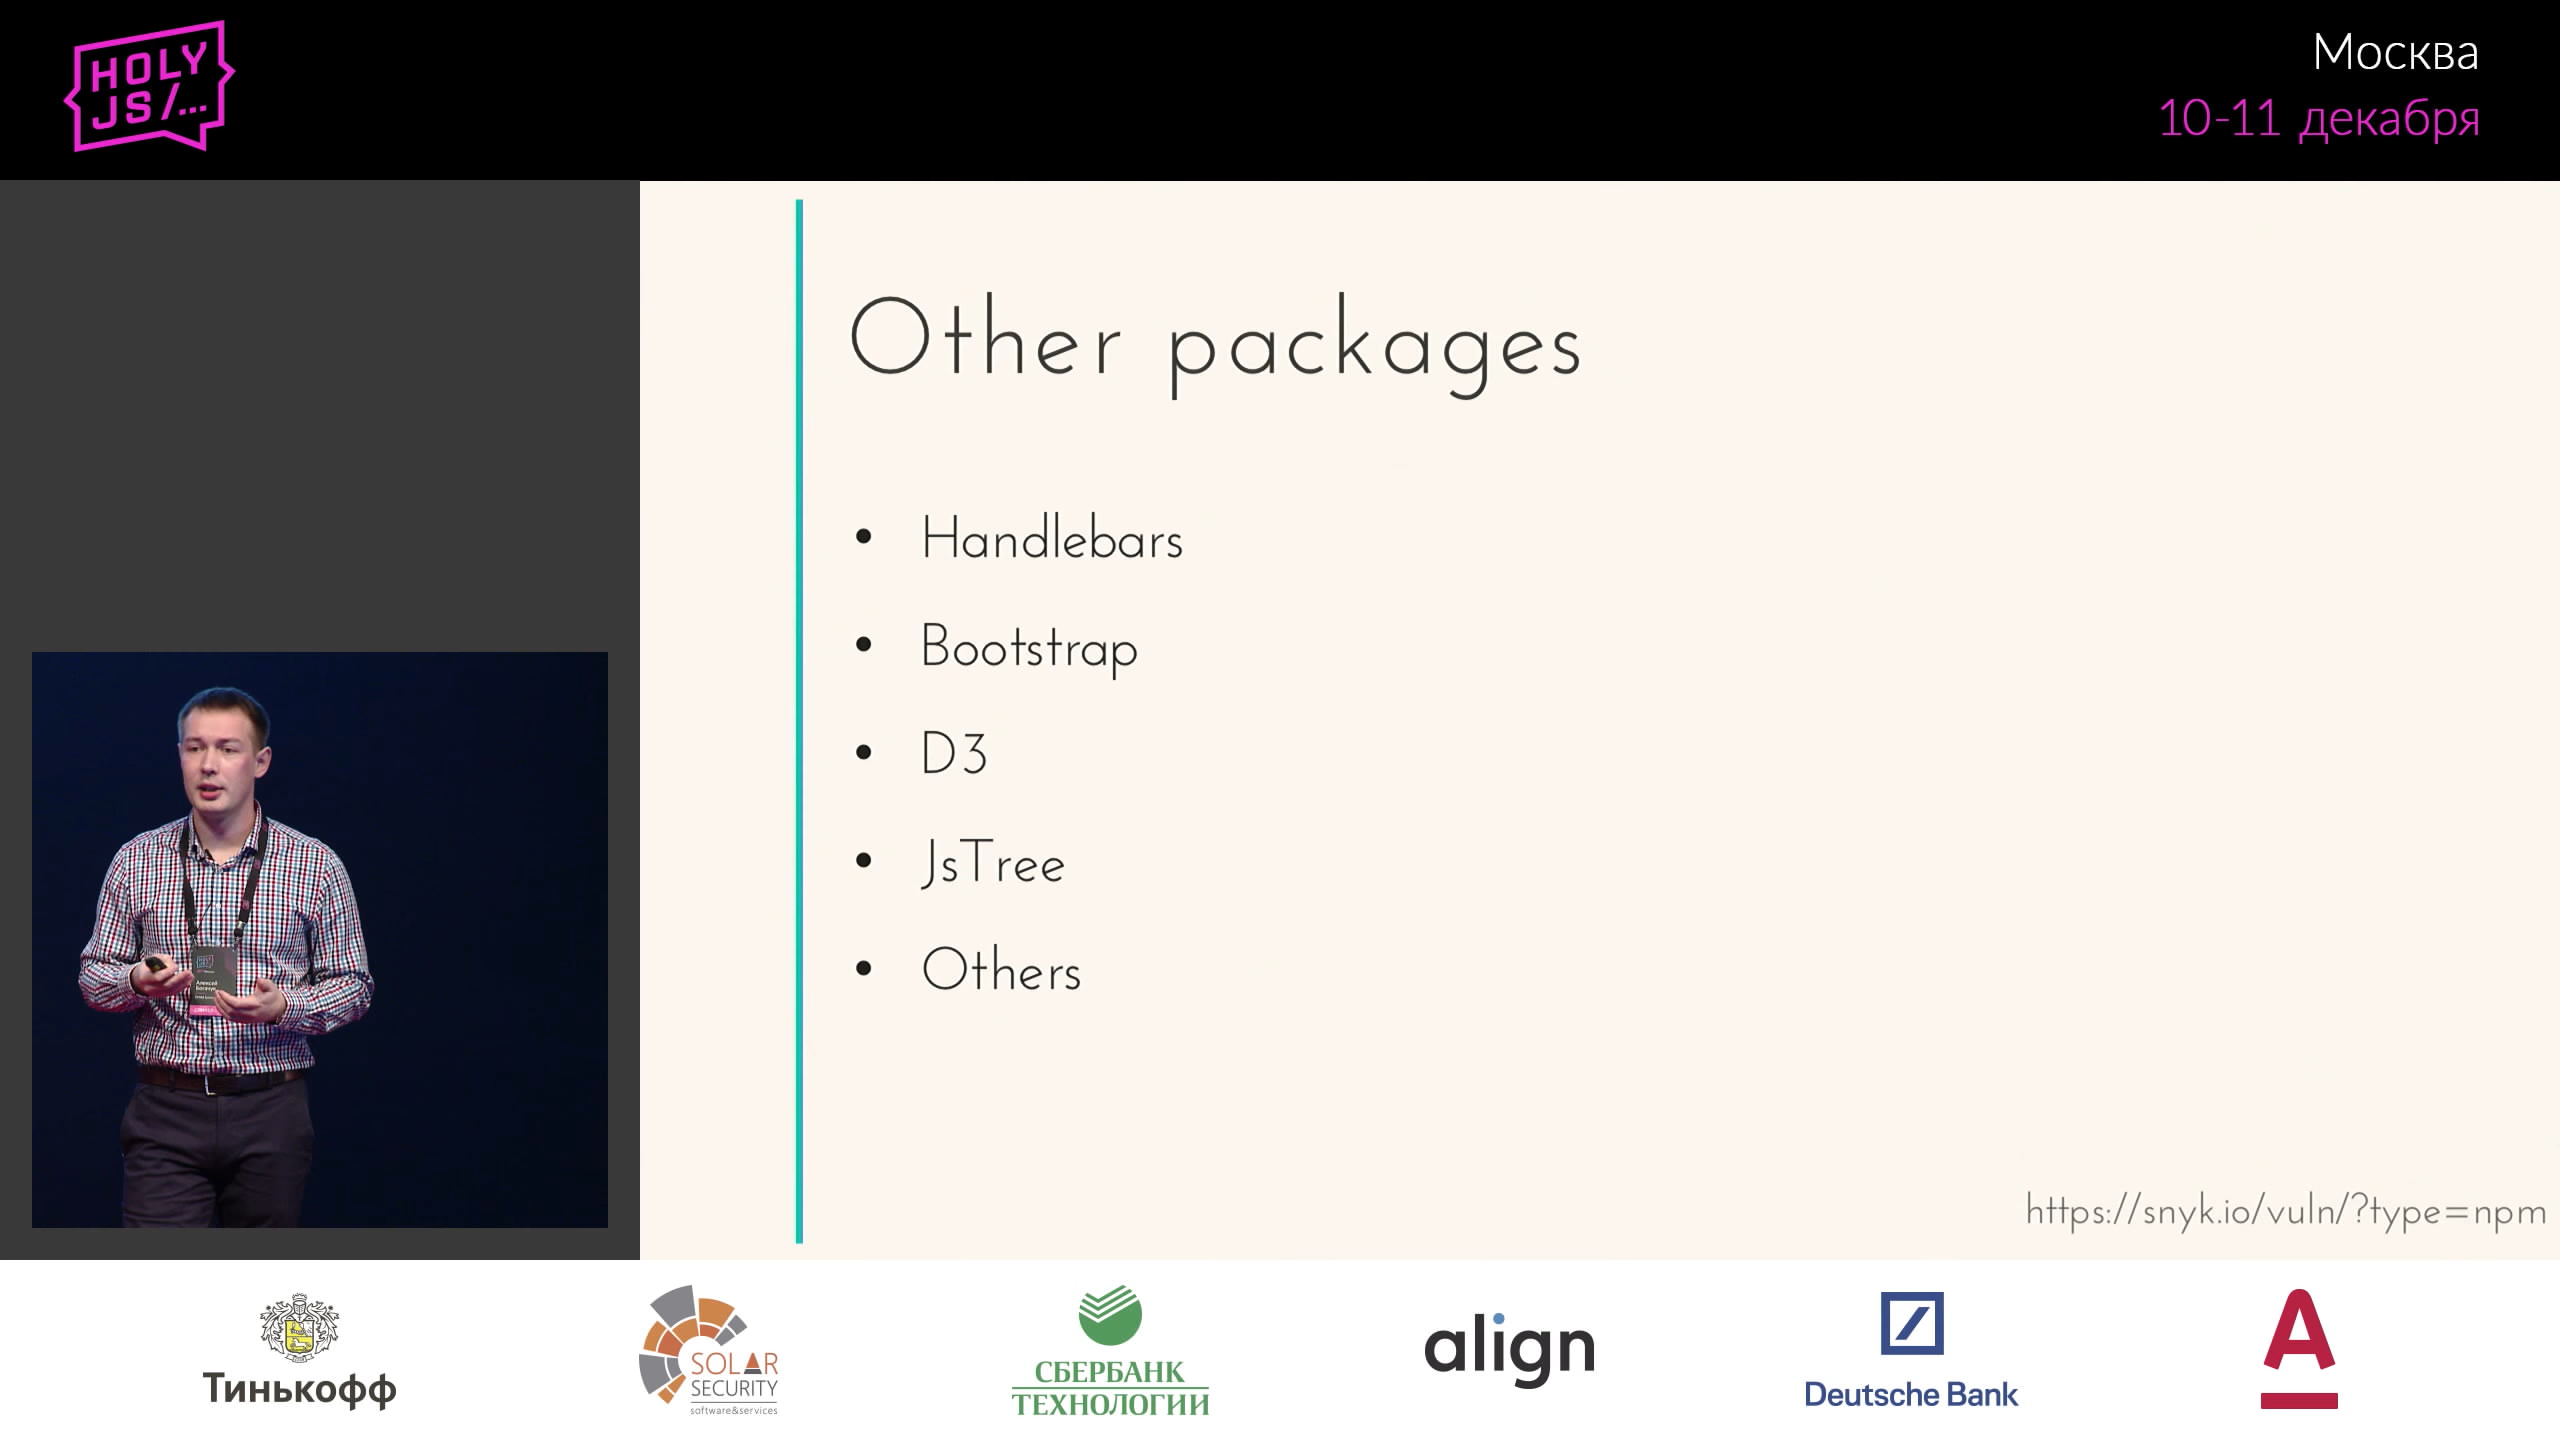 HOLY
JS/...
Москва
10-11 декабря
Other packages
• Handlebars
• Bootstrap
• D3
• JsTree
• Others
https://snyk.io/vuln/?type=npm
Алексей
Тинькофф
SOLAR
SECURITY
software&services
СБЕРБАНК
ТЕХНОЛОГИИ
align
Deutsche Bank
А